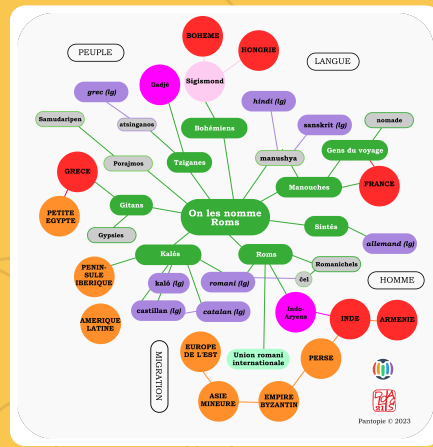 BOHEME
HONGRIE
PEUPLE
LANGUE
Sigismond
Gadjé
grec (lg)
hindi (lg)
sanskrit (lg)
nomade
Samudaripen
atsinganos
Bohémiens
Gens du voyage
manushya
Porajmos
Tziganes
GRECE
Manouches
FRANCE
Gitans
On les nomme
Roms
PETITE
EGYPTE
Sintés
Gypsies
allemand (lg)
Kalés
Roms
Romanichels
PENIN-
SULE
IBERIQUE
kaló (lg)
romani (lg)
čel
HOMME
castillan (lg)
catalan (lg)
Indo-
Aryens
INDE
ARMENIE
AMERIQUE
LATINE
MIGRATION
EUROPE
DE L'EST
Union romani
internationale
PERSE
ASIE
MINEURE
EMPIRE
BYZANTIN
Pantopie © 2023